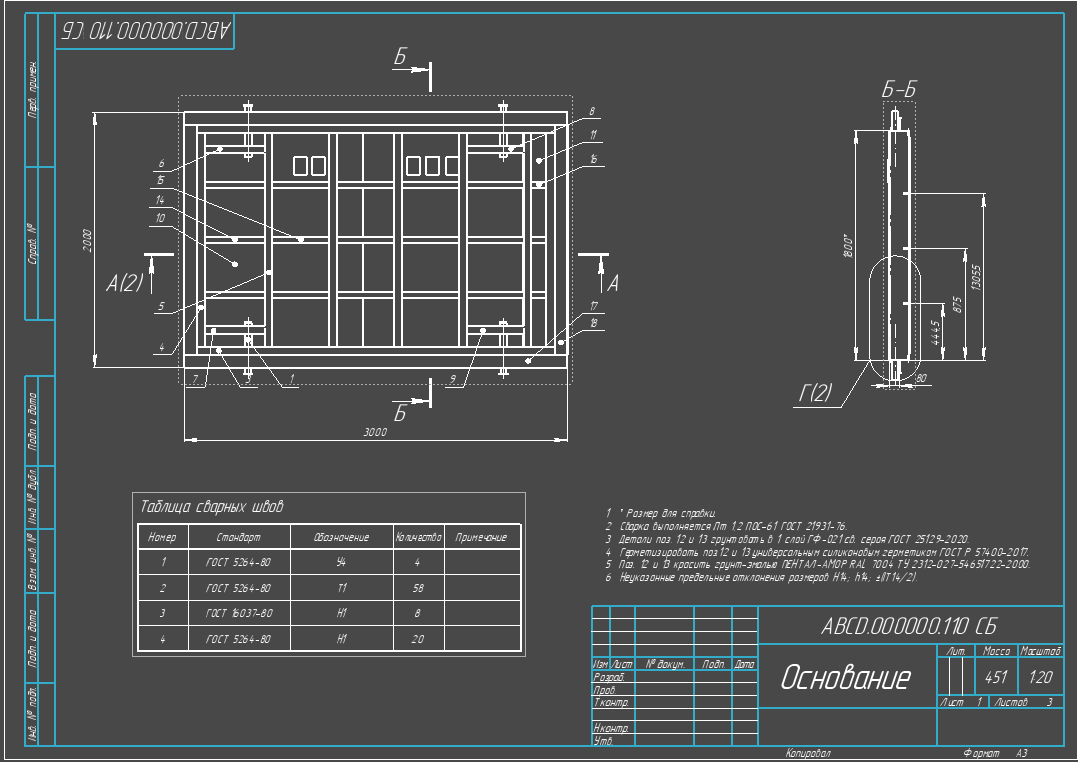 АВСD.000000.110 СБ
Перв. примен.
Справ. №
Подп. и дата
Инв. № дубл.
Взам. инв. №
Подп. и дата
Инв. № подл.
Б
8
11
16
6
15
14
10
2000
А(2)
А
5
17
18
4
7
3
1
9
Б
3000
Б-Б
1800*
1305,5
875
444,5
80
Г(2)
Таблица сварных швов
Номер Стандарт Обозначение Количество Примечание
1 ГОСТ 5264-80 У4 4
2 ГОСТ 5264-80 Т1 58
3 ГОСТ 16037-80 Н1 8
4 ГОСТ 5264-80 Н1 20
1 * Размер для справки.
2 Сварка выполняется Пт 1.2 ПОС-61 ГОСТ 21931-76.
3 Детали поз. 12 и 13 грунтовать в 1 слой ГФ-021 св. серая ГОСТ 25129-2020.
4 Герметизировать поз.12 и 13 универсальным силиконовым герметиком ГОСТ Р 57400-2017.
5 Поз. 12 и 13 красить грунт-эмалью ПЕНТАЛ-АМОР RAL 7004 ТУ 2312-027-54651722-2000.
6 Неуказанные предельные отклонения размеров H14; h14; ±IT14/2).
АВСD.000000.110 СБ
Изм Лист № докум. Подп. Дата
Разраб.
Пров.
Т.контр.
Н.контр.
Утв.
Основание
Лит. Масса Масштаб
451 1:20
Лист 1 Листов 3
Копировал Формат А3